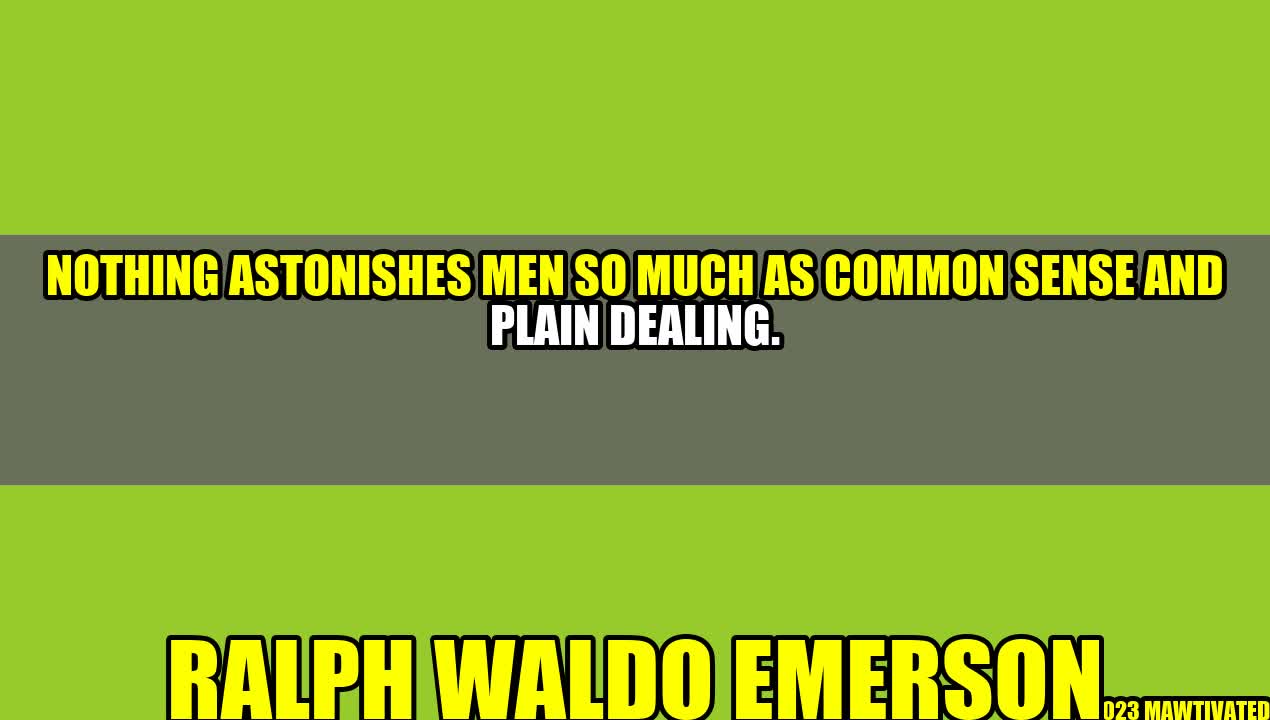 NOTHING ASTONISHES MEN SO MUCH AS COMMON SENSE AND
PLAIN DEALING.
RALPH WALDO EMERSON
023 MAWTIVATED